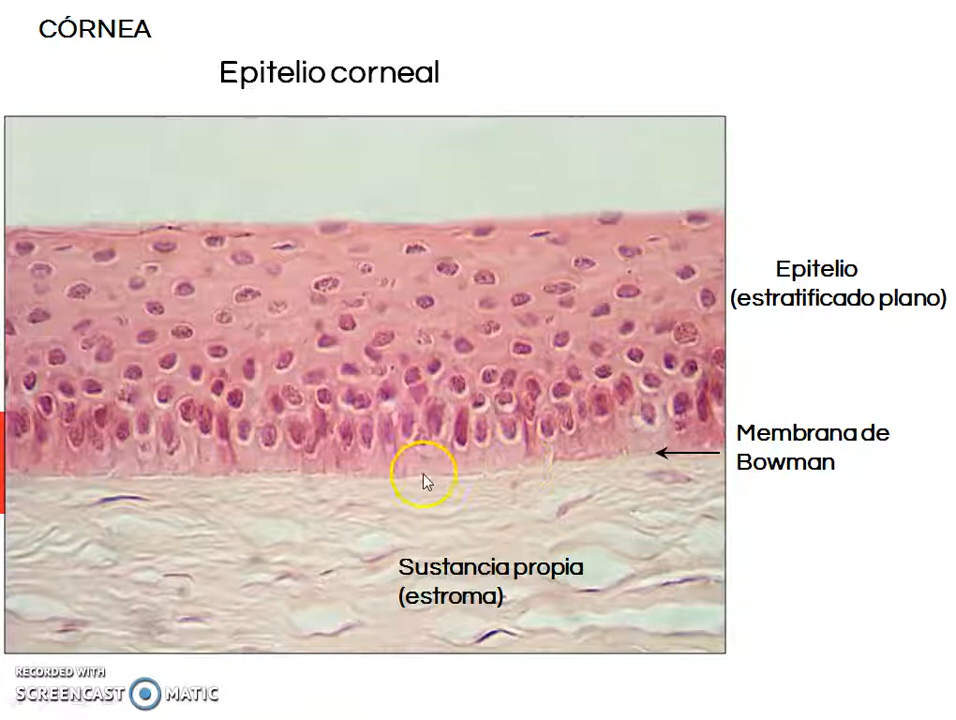 CÓRNEA
Epitelio corneal
Epitelio
(estratificado plano)
Membrana de
Bowman
Sustancia propia
(estroma)
RECORDED WITH
SCREENCAST MATIC